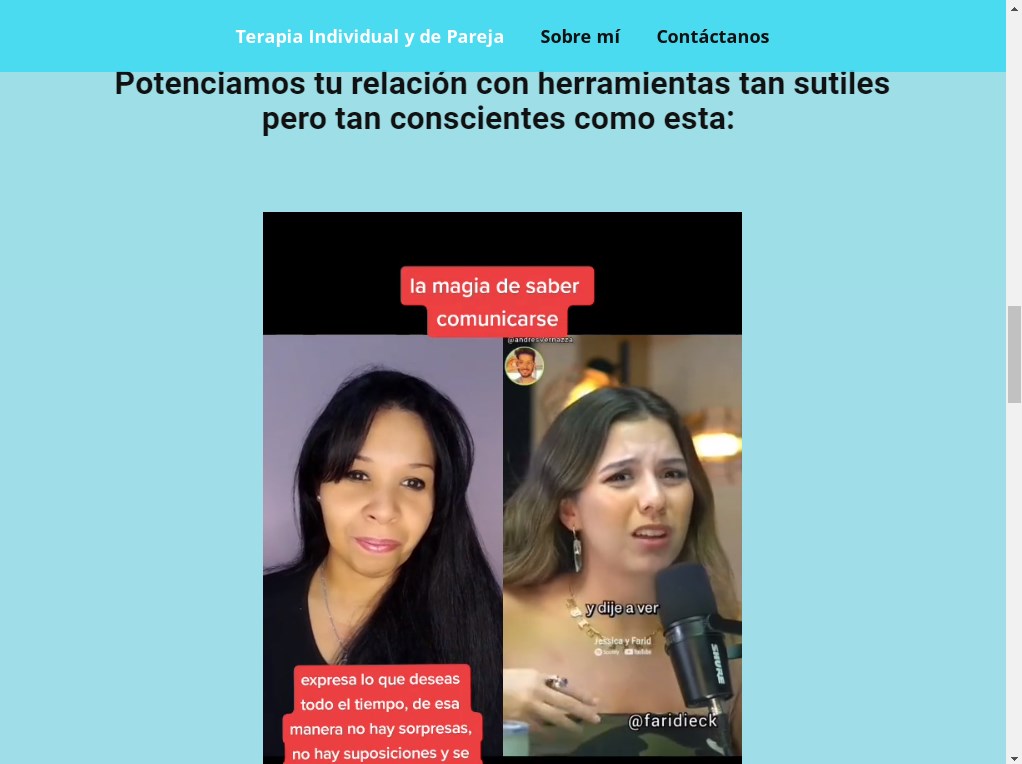 Terapia Individual y de Pareja Sobre mí Contáctanos
Potenciamos tu relación con herramientas tan sutiles
pero tan conscientes como esta:
la magia de saber
comunicarse
@andresvernazza
y dije a ver
Jessica y Farid
YouTube
SHURE
@faridieck
expresa lo que deseas
todo el tiempo, de esa
manera no hay sorpresas,
no hay suposiciones y se